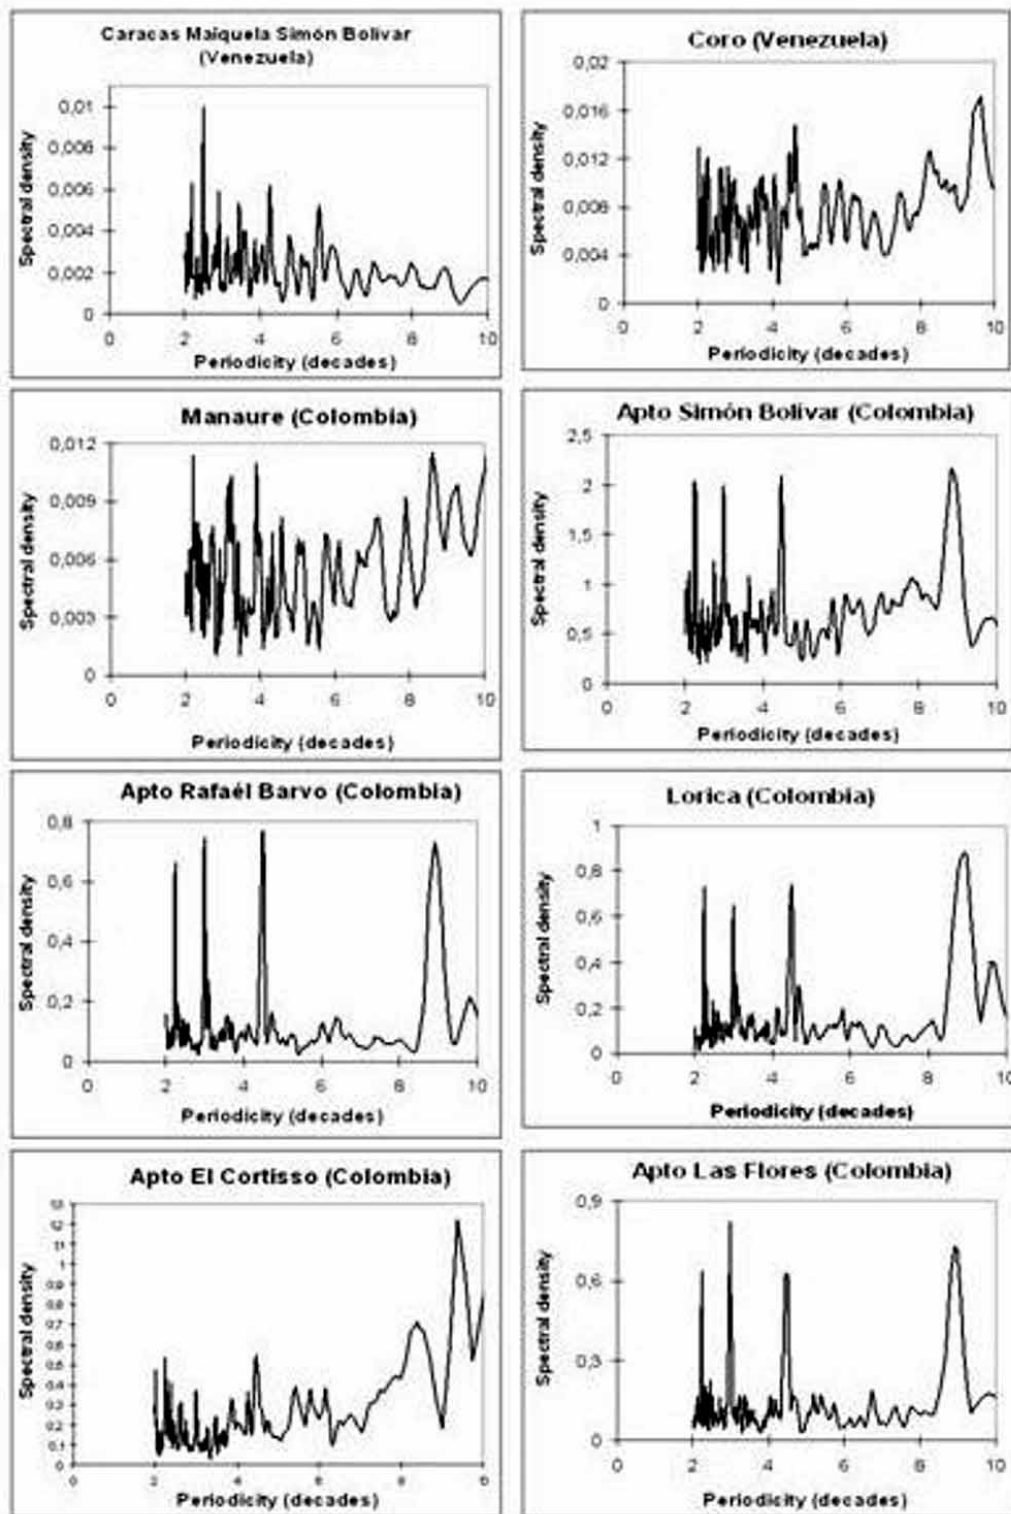 Caracas Maiquela Simón Bolívar
(Venezuela)
Spectral density
0,01
0,008
0,006
0,004
0,002
0
0 2 4 6 8 10
Periodicity (decades)
Coro (Venezuela)
Spectral density
0,02
0,016
0,012
0,008
0,004
0
0 2 4 6 8 10
Periodicity (decades)
Manaure (Colombia)
Spectral density
0,012
0,009
0,006
0,003
0
0 2 4 6 8 10
Periodicity (decades)
Apto Simón Bolívar (Colombia)
Spectral density
2,5
2
1,5
1
0,5
0
0 2 4 6 8 10
Periodicity (decades)
Apto Rafaél Barvo (Colombia)
Spectral density
0,8
0,6
0,4
0,2
0
0 2 4 6 8 10
Periodicity (decades)
Lorica (Colombia)
Spectral density
1
0,8
0,6
0,4
0,2
0
0 2 4 6 8 10
Periodicity (decades)
Apto El Cortisso (Colombia)
Spectral density
1
0
Periodicity (decades)
Apto Las Flores (Colombia)
Spectral density
0,9
0,6
0,3
0
0 2 4 6 8 10
Periodicity (decades)